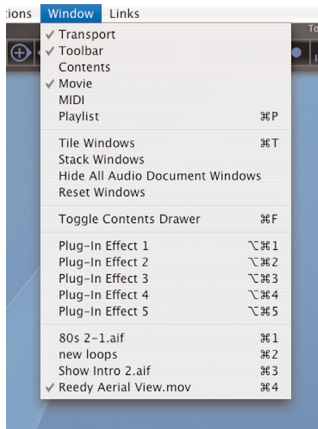 tions Window Links
To
✓ Transport
✓ Toolbar
Contents
✓ Movie
MIDI
Playlist ⌘P
Tile Windows ⌘T
Stack Windows
Hide All Audio Document Windows
Reset Windows
Toggle Contents Drawer ⌘F
Plug-In Effect 1 ⌥⌘1
Plug-In Effect 2 ⌥⌘2
Plug-In Effect 3 ⌥⌘3
Plug-In Effect 4 ⌥⌘4
Plug-In Effect 5 ⌥⌘5
80s 2-1.aif ⌘1
new loops ⌘2
Show Intro 2.aif ⌘3
✓ Reedy Aerial View.mov ⌘4